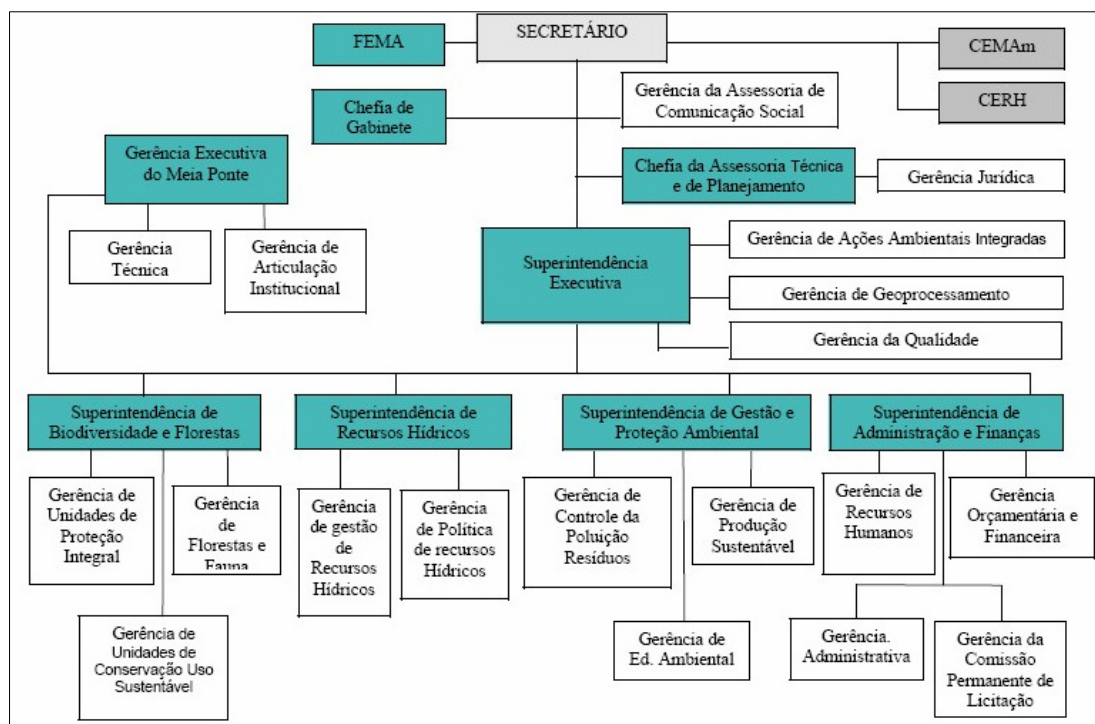 FEMA
SECRETÁRIO
CEMAm
CERH
Chefia de
Gabinete
Gerência da Assessoria de
Comunicação Social
Gerência Executiva
do Meia Ponte
Chefia da Assessoria Técnica
e de Planejamento
Gerência Jurídica
Gerência
Técnica
Gerência de
Articulação
Institucional
Superintendência
Executiva
Gerência de Ações Ambientais Integradas
Gerência de Geoprocessamento
Gerência da Qualidade
Superintendência de
Biodiversidade e Florestas
Superintendência de
Recursos Hídricos
Superintendência de Gestão e
Proteção Ambiental
Superintendência de
Administração e Finanças
Gerência de
Unidades de
Proteção
Integral
Gerência
de
Florestas e
Fauna
Gerência
de gestão
de
Recursos
Hídricos
Gerência
de Política
de recursos
Hídricos
Gerência de
Controle da
Poluição
Resíduos
Gerência de
Produção
Sustentável
Gerência de
Recursos
Humanos
Gerência
Orçamentária e
Financeira
Gerência de
Unidades de
Conservação Uso
Sustentável
Gerência de
Ed. Ambiental
Gerência.
Administrativa
Gerência da
Comissão
Permanente de
Licitação